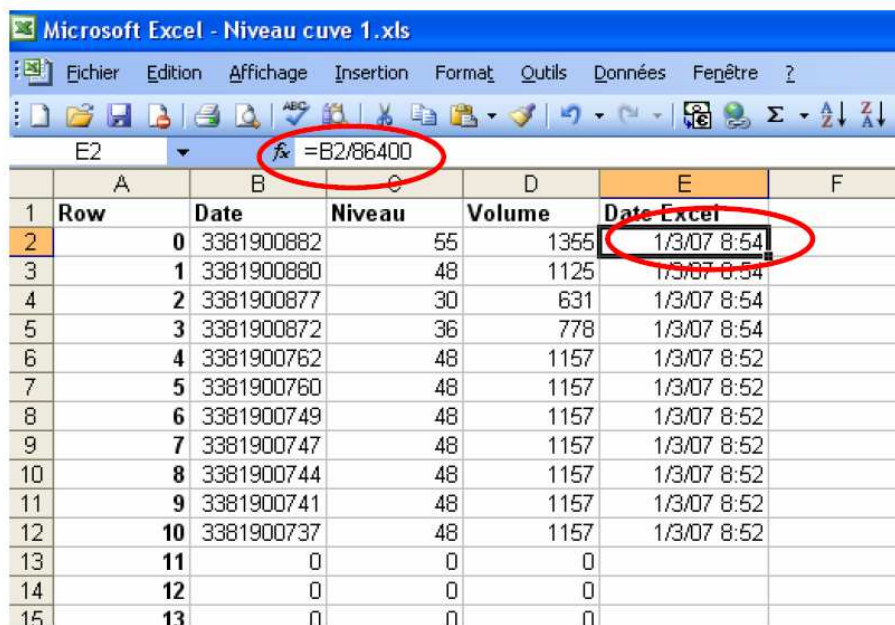 Microsoft Excel - Niveau cuve 1.xls
Fichier Edition Affichage Insertion Format Outils Données Fenêtre ?
E2 fx =B2/86400
A B C D E F
1 Row Date Niveau Volume Date Excel
2 0 3381900882 55 1355 1/3/07 8:54
3 1 3381900880 48 1125 1/3/07 8:54
4 2 3381900877 30 631 1/3/07 8:54
5 3 3381900872 36 778 1/3/07 8:54
6 4 3381900762 48 1157 1/3/07 8:52
7 5 3381900760 48 1157 1/3/07 8:52
8 6 3381900749 48 1157 1/3/07 8:52
9 7 3381900747 48 1157 1/3/07 8:52
10 8 3381900744 48 1157 1/3/07 8:52
11 9 3381900741 48 1157 1/3/07 8:52
12 10 3381900737 48 1157 1/3/07 8:52
13 11 0 0 0
14 12 0 0 0
15 13 0 0 0